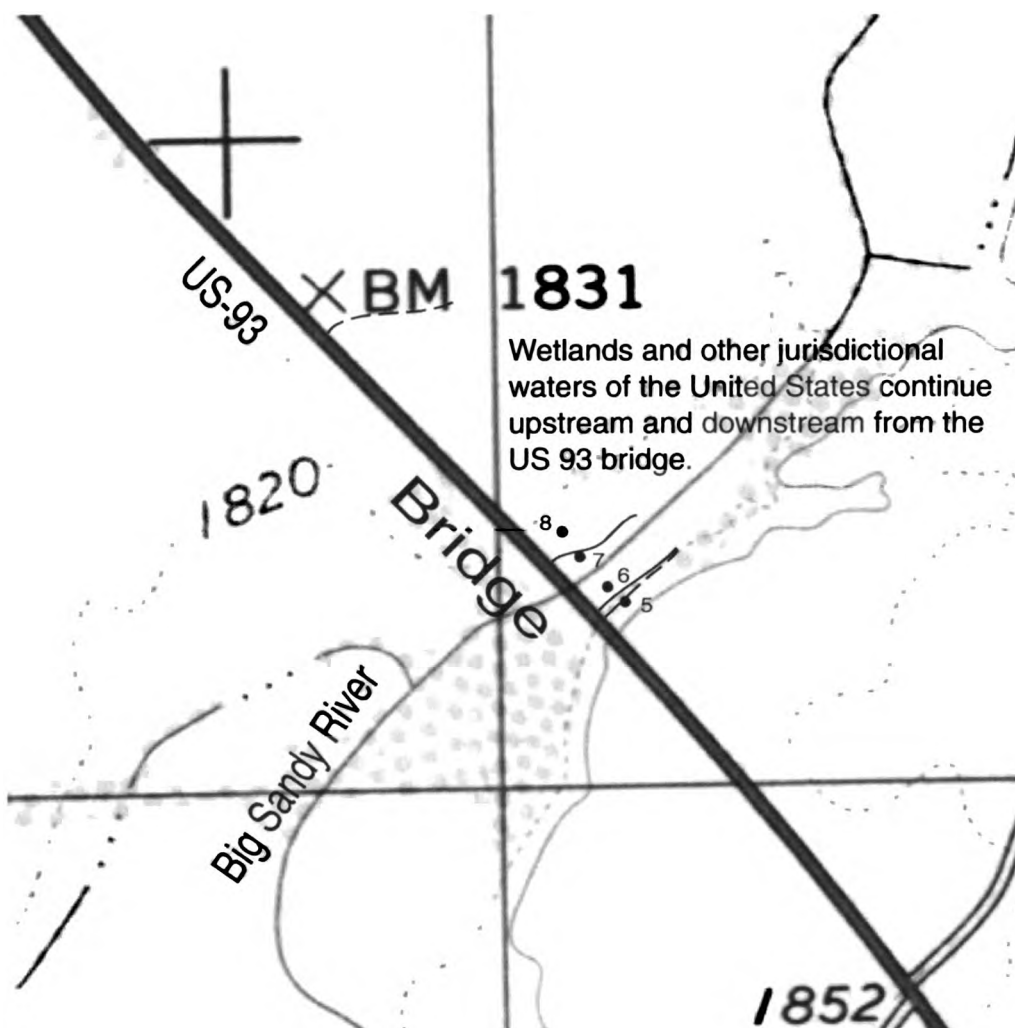 US-93
BM 1831
Wetlands and other jurisdictional
waters of the United States continue
upstream and downstream from the
US 93 bridge.
1820
Bridge
8
7
6
5
Big Sandy River
1852